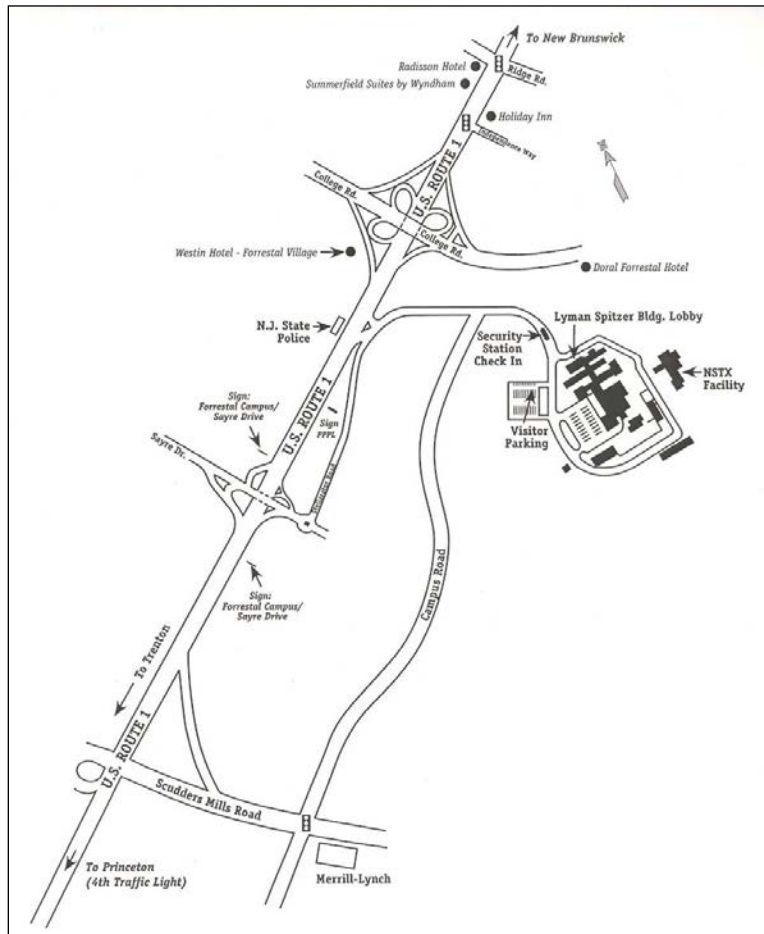 To New Brunswick
Radisson Hotel
Ridge Rd.
Summerfield Suites by Wyndham
Holiday Inn
Independence Way
U.S. ROUTE 1
College Rd.
College Rd.
Westin Hotel - Forrestal Village
Doral Forrestal Hotel
N.J. State
Police
Security
Station
Check In
Lyman Spitzer Bldg. Lobby
NSTX
Facility
Visitor
Parking
U.S. ROUTE 1
Sign
PPPL
Sign:
Forrestal Campus/
Sayre Drive
Sayre Dr.
Road
Sign:
Forrestal Campus/
Sayre Drive
Campus Road
To Trenton
U.S. ROUTE 1
Scudders Mills Road
To Princeton
(4th Traffic Light)
Merrill-Lynch